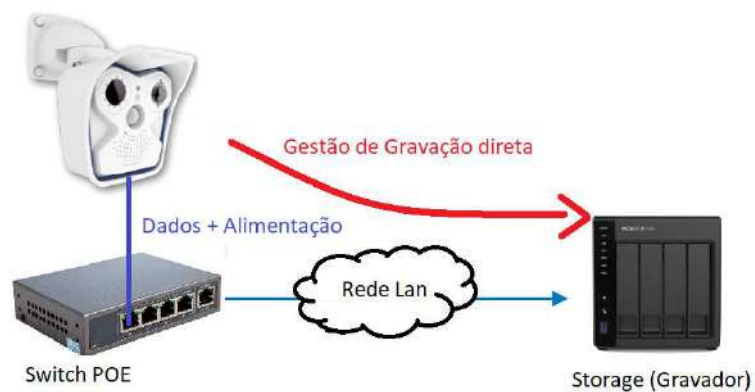 Gestão de Gravação direta
Dados + Alimentação
Rede Lan
Switch POE
Storage (Gravador)